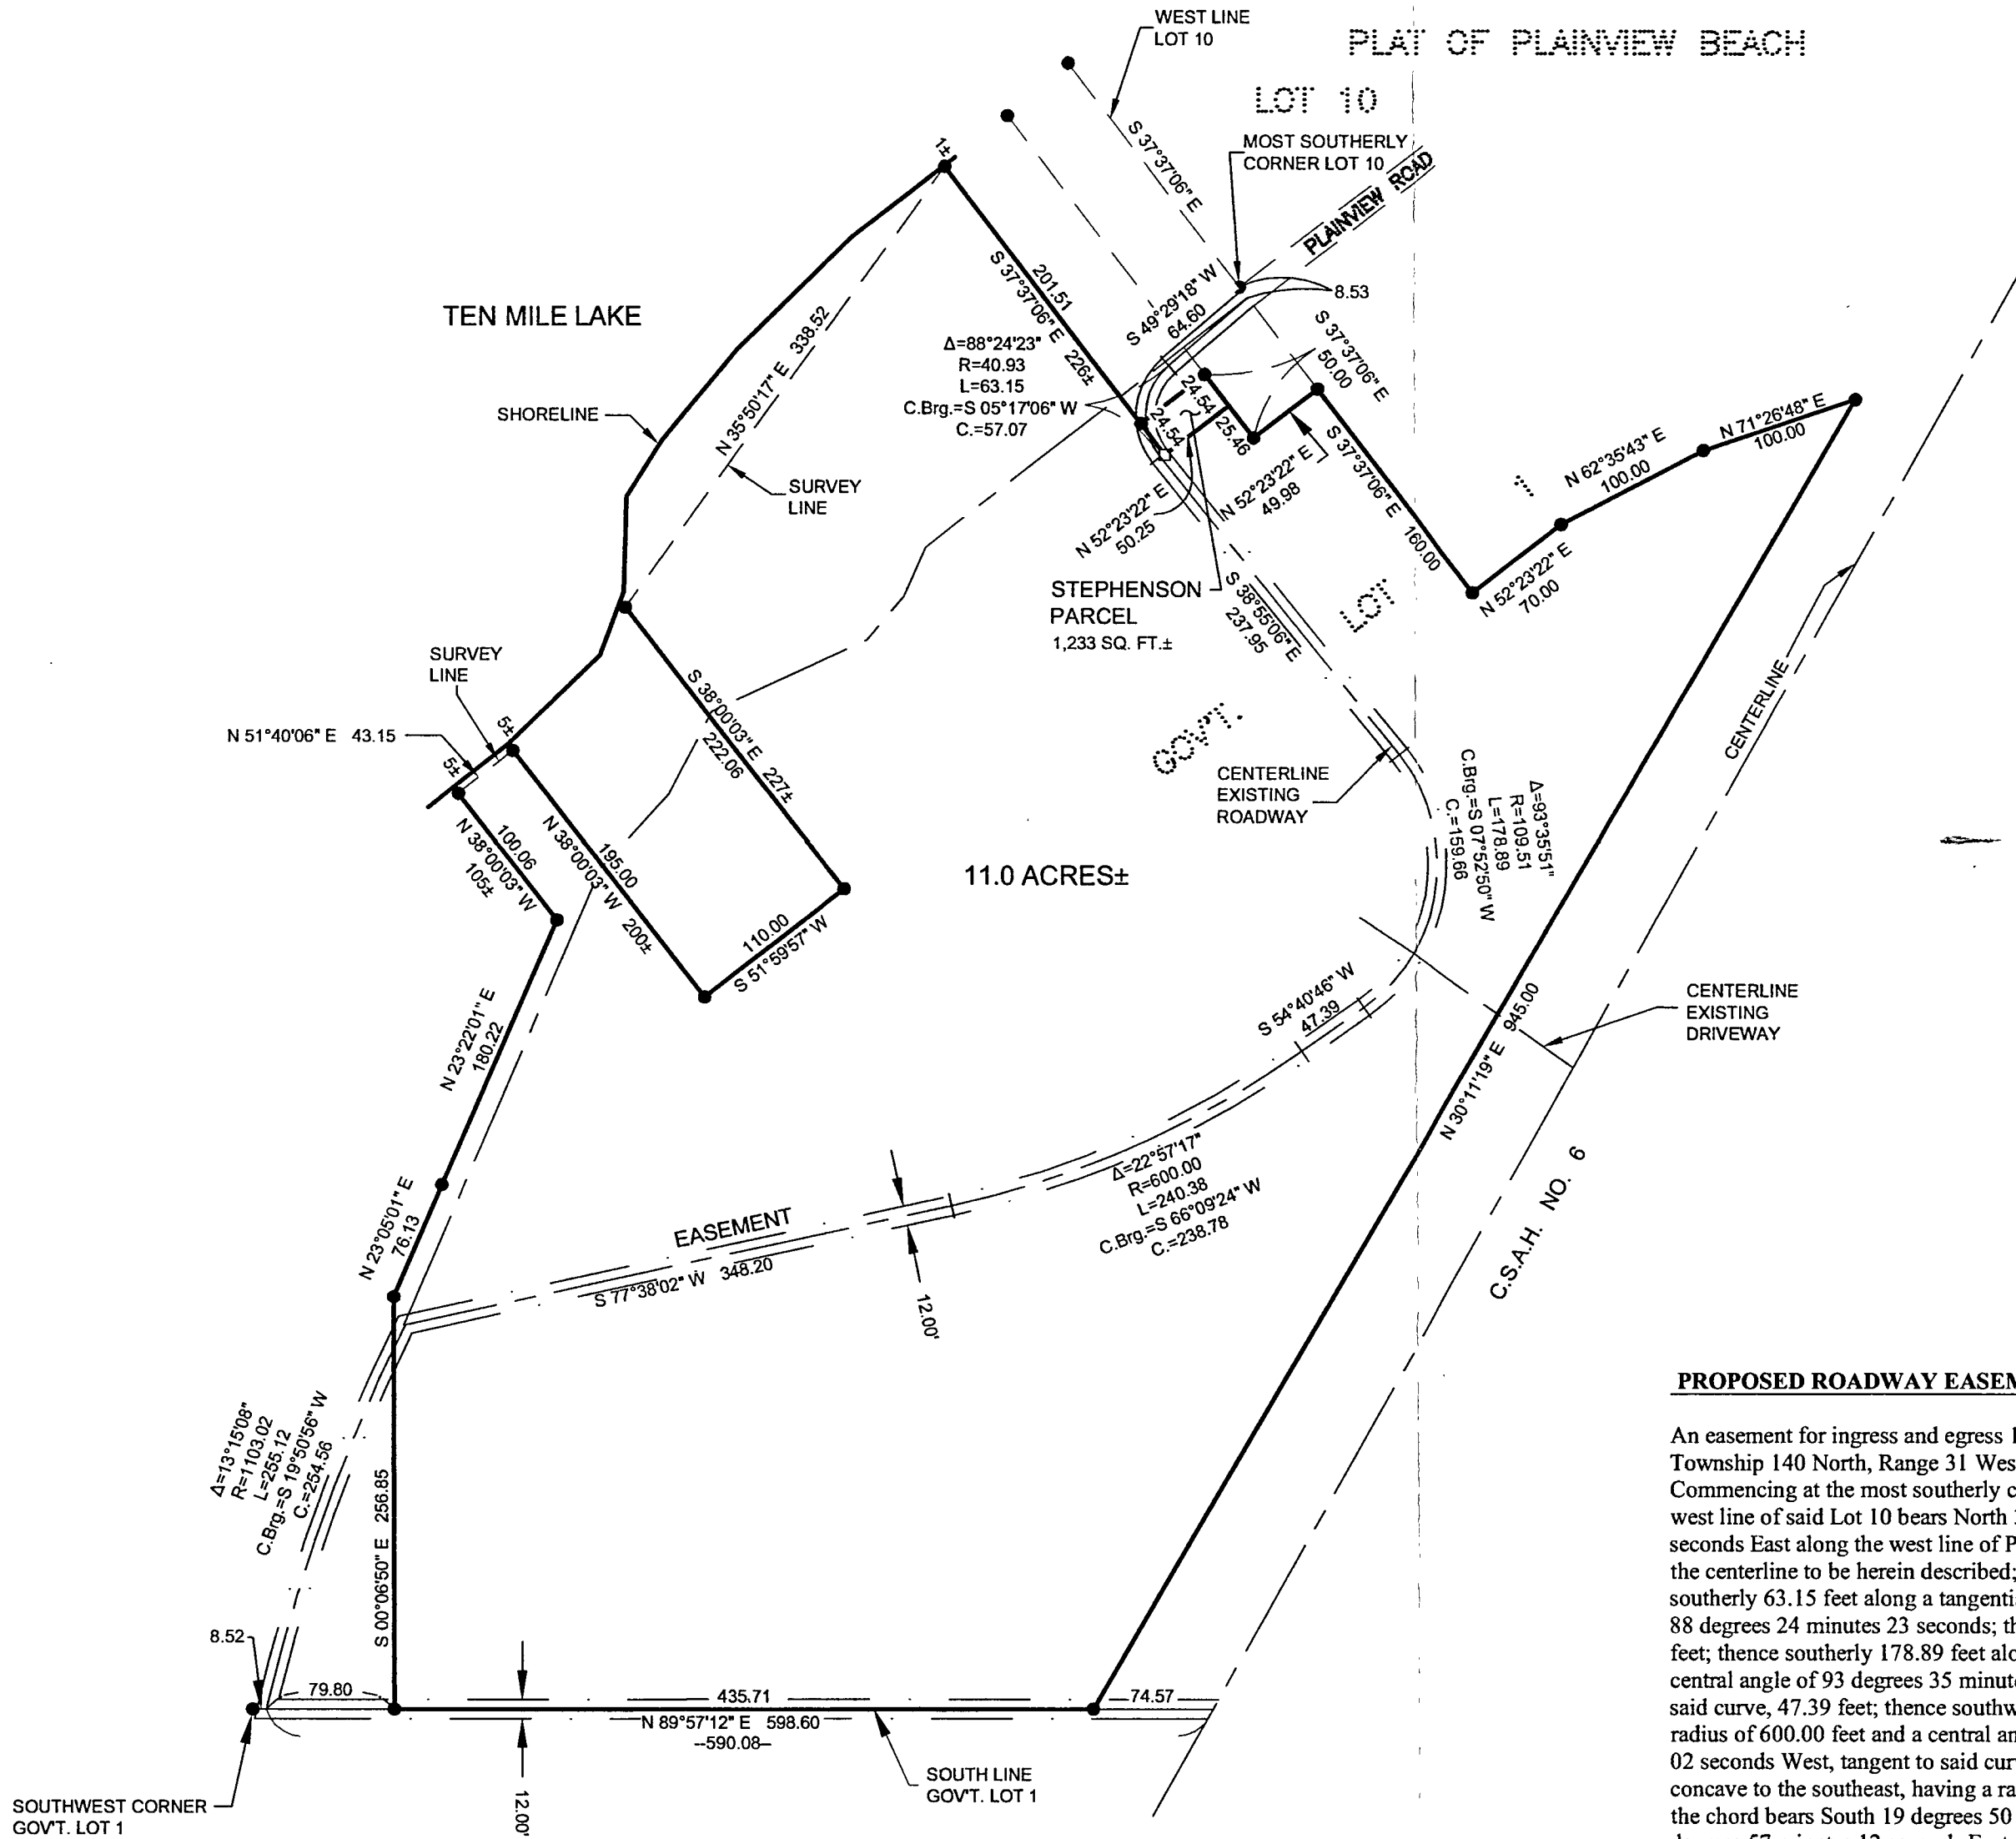 WEST LINE
LOT 10
PLAT OF PLAINVIEW BEACH
LOT 10
S 37°37'06" E
MOST SOUTHERLY
CORNER LOT 10
PLAINVIEW ROAD
1±
201.51
S 37°37'06" E 226±
S 49°29'18" W
64.60
8.53
TEN MILE LAKE
N 35°50'17" E 338.52
Δ=88°24'23"
R=40.93
L=63.15
C.Brg.=S 05°17'06" W
C.=57.07
S 37°37'06" E
50.00
SHORELINE
SURVEY
LINE
24.54
24.54
25.46
N 52°23'22" E
49.98
N 52°23'22" E
50.25
S 37°37'06" E 160.00
N 71°26'48" E
100.00
N 62°35'43" E
100.00
1
N 52°23'22" E
70.00
STEPHENSON
PARCEL
1,233 SQ. FT.±
S 38°55'06" E
237.95
LOT
GOV'T.
SURVEY
LINE
N 51°40'06" E 43.15
5±
5±
S 38°00'03" E 227±
222.06
100.06
N 38°00'03" W
105±
195.00
N 38°00'03" W 200±
110.00
S 51°59'57" W
CENTERLINE
EXISTING
ROADWAY
CENTERLINE
Δ=93°35'51"
R=109.51
L=178.89
C.Brg.=S 07°52'50" W
C.=159.66
11.0 ACRES±
N 23°22'01" E
180.22
S 54°40'46" W
47.39
N 30°11'19" E 945.00
CENTERLINE
EXISTING
DRIVEWAY
N 23°05'01" E
76.13
EASEMENT
S 77°38'02" W 348.20
12.00'
Δ=22°57'17"
R=600.00
L=240.38
C.Brg.=S 66°09'24" W
C.=238.78
C.S.A.H. NO. 6
Δ=13°15'08"
R=1103.02
L=255.12
C.Brg.=S 19°50'56" W
C.=254.56
S 00°06'50" E 256.85
8.52
79.80
435.71
74.57
N 89°57'12" E 598.60
--590.08--
12.00'
SOUTH LINE
GOV'T. LOT 1
SOUTHWEST CORNER
GOV'T. LOT 1
PROPOSED ROADWAY EASEM
An easement for ingress and egress
Township 140 North, Range 31 Wes
Commencing at the most southerly c
west line of said Lot 10 bears North
seconds East along the west line of P
the centerline to be herein described;
southerly 63.15 feet along a tangenti
88 degrees 24 minutes 23 seconds; th
feet; thence southerly 178.89 feet alo
central angle of 93 degrees 35 minut
said curve, 47.39 feet; thence southw
radius of 600.00 feet and a central an
02 seconds West, tangent to said cur
concave to the southeast, having a ra
the chord bears South 19 degrees 50